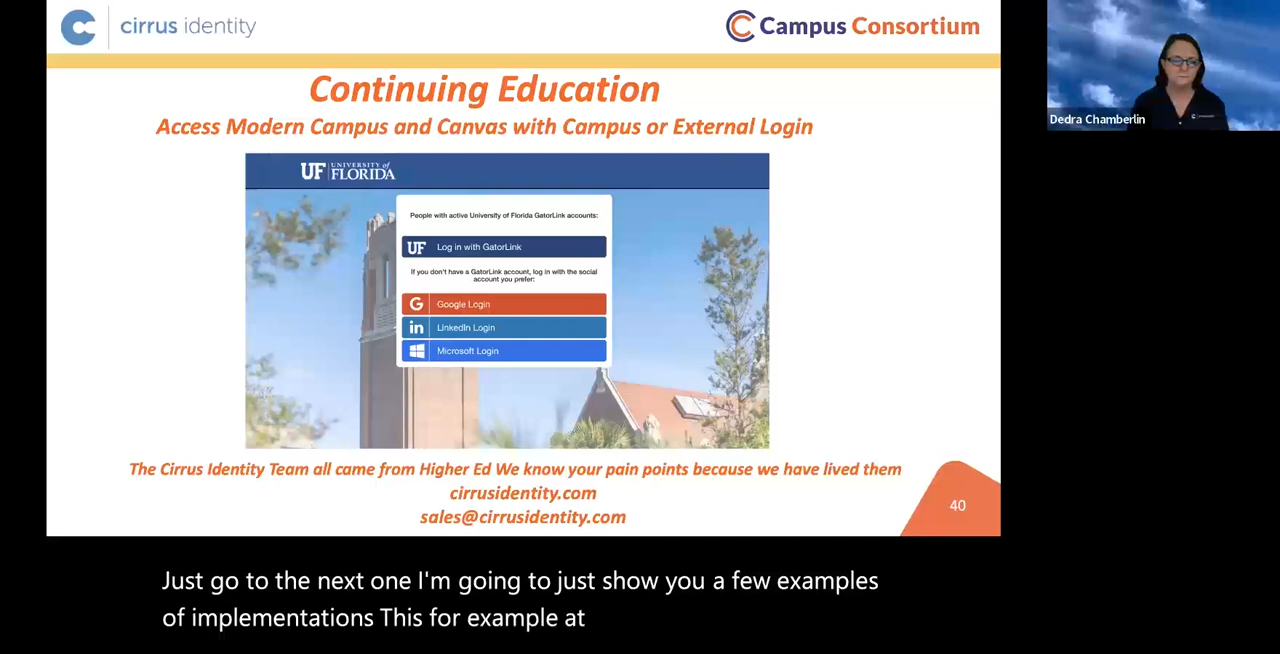 cirrus identity
Campus Consortium
Dedra Chamberlin
Continuing Education
Access Modern Campus and Canvas with Campus or External Login
UF UNIVERSITY of FLORIDA
People with active University of Florida GatorLink accounts:
UF Log in with GatorLink
If you don't have a GatorLink account, log in with the social
account you prefer:
G Google Login
in LinkedIn Login
Microsoft Login
The Cirrus Identity Team all came from Higher Ed We know your pain points because we have lived them
cirrusidentity.com
sales@cirrusidentity.com
40
Just go to the next one I'm going to just show you a few examples
of implementations This for example at